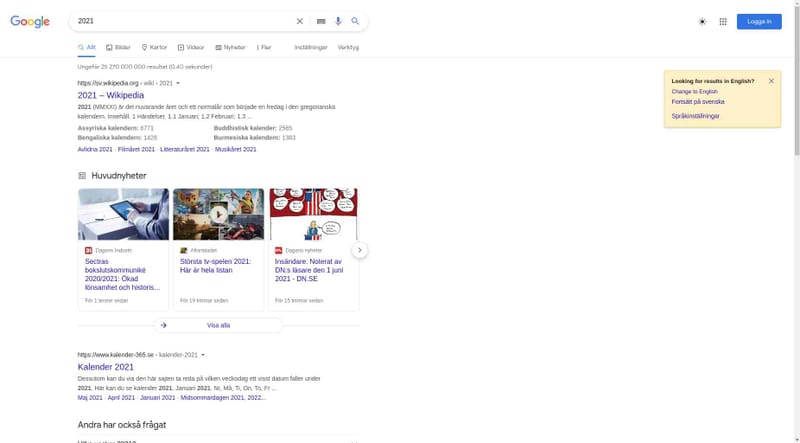 Google
2021
Logga in
Allt
Bilder
Kartor
Videor
Nyheter
Fler
Inställningar
Verktyg
Ungefär 25 270 000 000 resultat (0,40 sekunder)
Looking for results in English?
Change to English
Fortsätt på svenska
Språkinställningar
https://sv.wikipedia.org › wiki › 2021
2021 – Wikipedia
2021 (MMXXI) är det nuvarande året och ett normalår som började en fredag i den gregorianska
kalendern. Innehåll. 1 Händelser. 1.1 Januari; 1.2 Februari; 1.3 ...
Assyriska kalendern: 6771
Buddhistisk kalender: 2565
Bengaliska kalendern: 1428
Burmesiska kalendern: 1383
Avlidna 2021 · Filmåret 2021 · Litteraturåret 2021 · Musikåret 2021
Huvudnyheter
Dagens industri
Sectras
bokslutskommuniké
2020/2021: Ökad
lönsamhet och historis...
För 1 timme sedan
Aftonbladet
Största tv-spelen 2021:
Här är hela listan
För 19 timmar sedan
Dagens nyheter
Insändare: Noterat av
DN:s läsare den 1 juni
2021 - DN.SE
För 15 timmar sedan
Visa alla
https://www.kalender-365.se › kalender-2021
Kalender 2021
Dessutom kan du via den här sajten ta reda på vilken veckodag ett visst datum faller under
2021. Här kan du se kalender 2021. Januari 2021. Nr, Må, Ti, On, To, Fr ...
Maj 2021 · April 2021 · Januari 2021 · Midsommardagen 2021, 2022...
Andra har också frågat